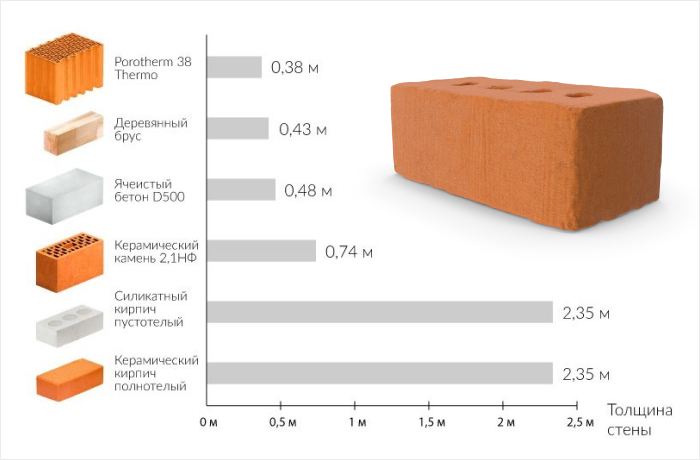 Porotherm 38
Thermo
0,38 м
Деревянный
брус
0,43 м
Ячеистый
бетон D500
0,48 м
Керамический
камень 2,1НФ
0,74 м
Силикатный
кирпич
пустотелый
2,35 м
Керамический
кирпич
полнотелый
2,35 м
0 м 0,5 м 1 м 1,5 м 2 м 2,5 м
Толщина
стены